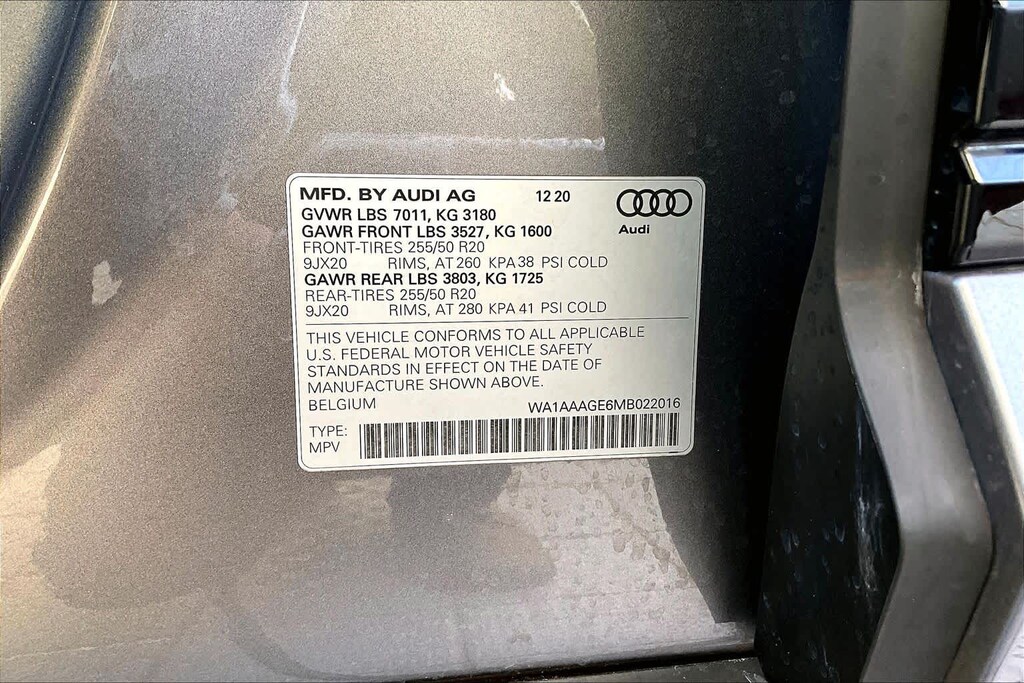 MFD. BY AUDI AG 12 20
Audi
GVWR LBS 7011, KG 3180
GAWR FRONT LBS 3527, KG 1600
FRONT-TIRES 255/50 R20
9JX20 RIMS, AT 260 KPA 38 PSI COLD
GAWR REAR LBS 3803, KG 1725
REAR-TIRES 255/50 R20
9JX20 RIMS, AT 280 KPA 41 PSI COLD
THIS VEHICLE CONFORMS TO ALL APPLICABLE
U.S. FEDERAL MOTOR VEHICLE SAFETY
STANDARDS IN EFFECT ON THE DATE OF
MANUFACTURE SHOWN ABOVE.
BELGIUM WA1AAAGE6MB022016
TYPE:
MPV